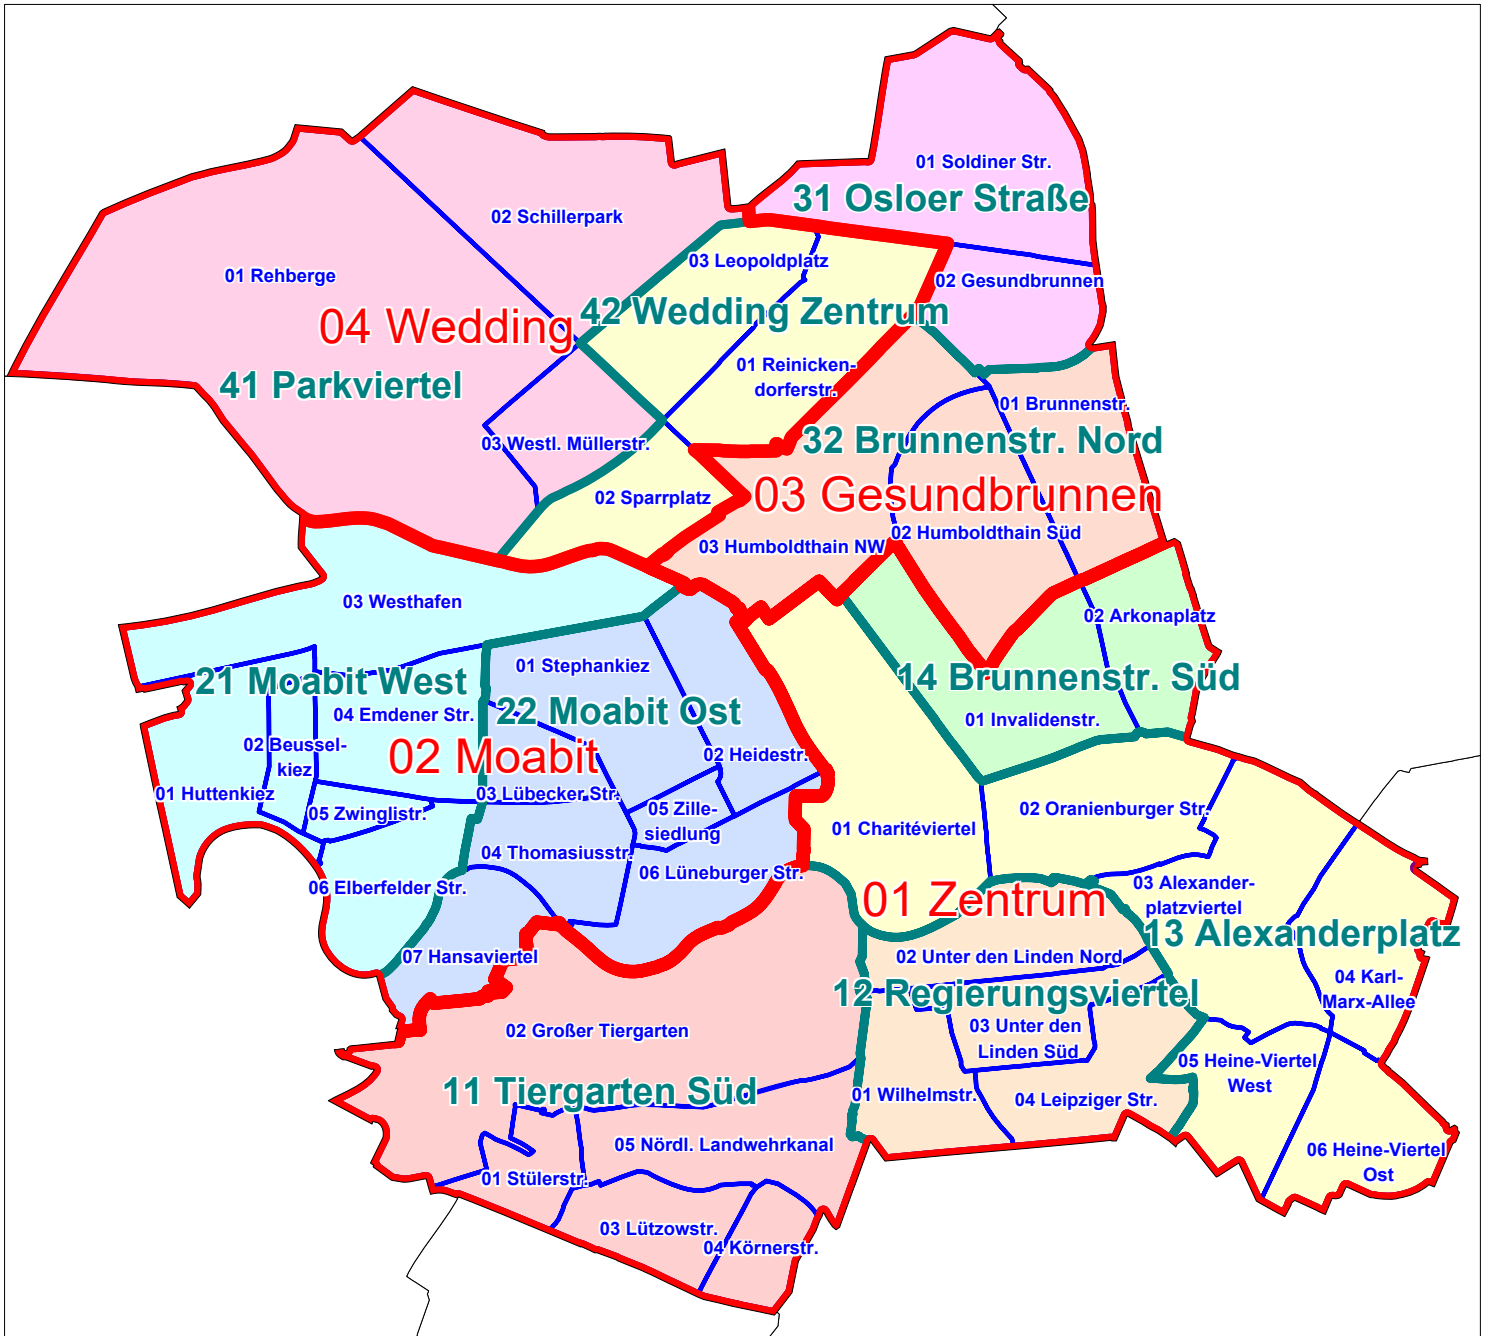 01 Soldiner Str.
31 Osloer Straße
02 Schillerpark
03 Leopoldplatz
01 Rehberge
02 Gesundbrunnen
04 Wedding
42 Wedding Zentrum
41 Parkviertel
01 Reinicken-
dorferstr.
01 Brunnenstr.
03 Westl. Müllerstr.
32 Brunnenstr. Nord
02 Sparrplatz
03 Gesundbrunnen
03 Humboldthain NW
02 Humboldthain Süd
03 Westhafen
02 Arkonaplatz
01 Stephankiez
21 Moabit West
14 Brunnenstr. Süd
04 Emdener Str.
22 Moabit Ost
01 Invalidenstr.
02 Beussel-
kiez
02 Moabit
02 Heidestr.
01 Huttenkiez
03 Lübecker Str.
05 Zwinglistr.
05 Zille-
siedlung
02 Oranienburger Str.
01 Charitéviertel
04 Thomasiusstr.
06 Lüneburger Str.
06 Elberfelder Str.
01 Zentrum
03 Alexander-
platzviertel
13 Alexanderplatz
07 Hansaviertel
02 Unter den Linden Nord
04 Karl-
Marx-Allee
12 Regierungsviertel
02 Großer Tiergarten
03 Unter den
Linden Süd
05 Heine-Viertel
West
11 Tiergarten Süd
01 Wilhelmstr.
04 Leipziger Str.
05 Nördl. Landwehrkanal
06 Heine-Viertel
Ost
01 Stülerstr.
03 Lützowstr.
04 Körnerstr.